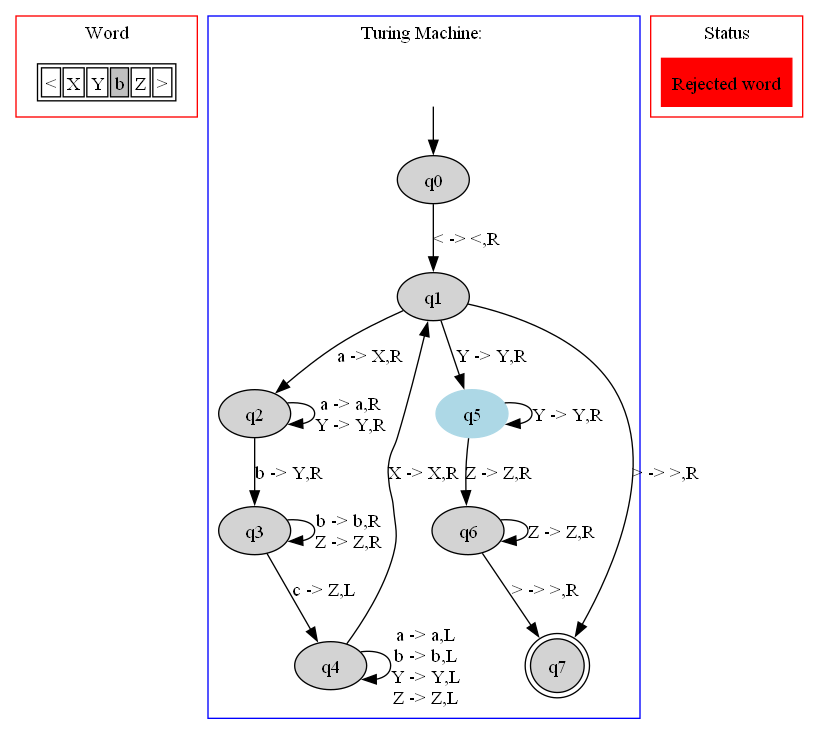 Word
< X Y b Z >
Turing Machine:
Status
Rejected word
q0
< -> <,R
q1
a -> X,R
Y -> Y,R
q2
a -> a,R
Y -> Y,R
q5
Y -> Y,R
b -> Y,R
X -> X,R
Z -> Z,R
> -> >,R
q3
b -> b,R
Z -> Z,R
q6
Z -> Z,R
c -> Z,L
> -> >,R
q4
a -> a,L
b -> b,L
Y -> Y,L
Z -> Z,L
q7